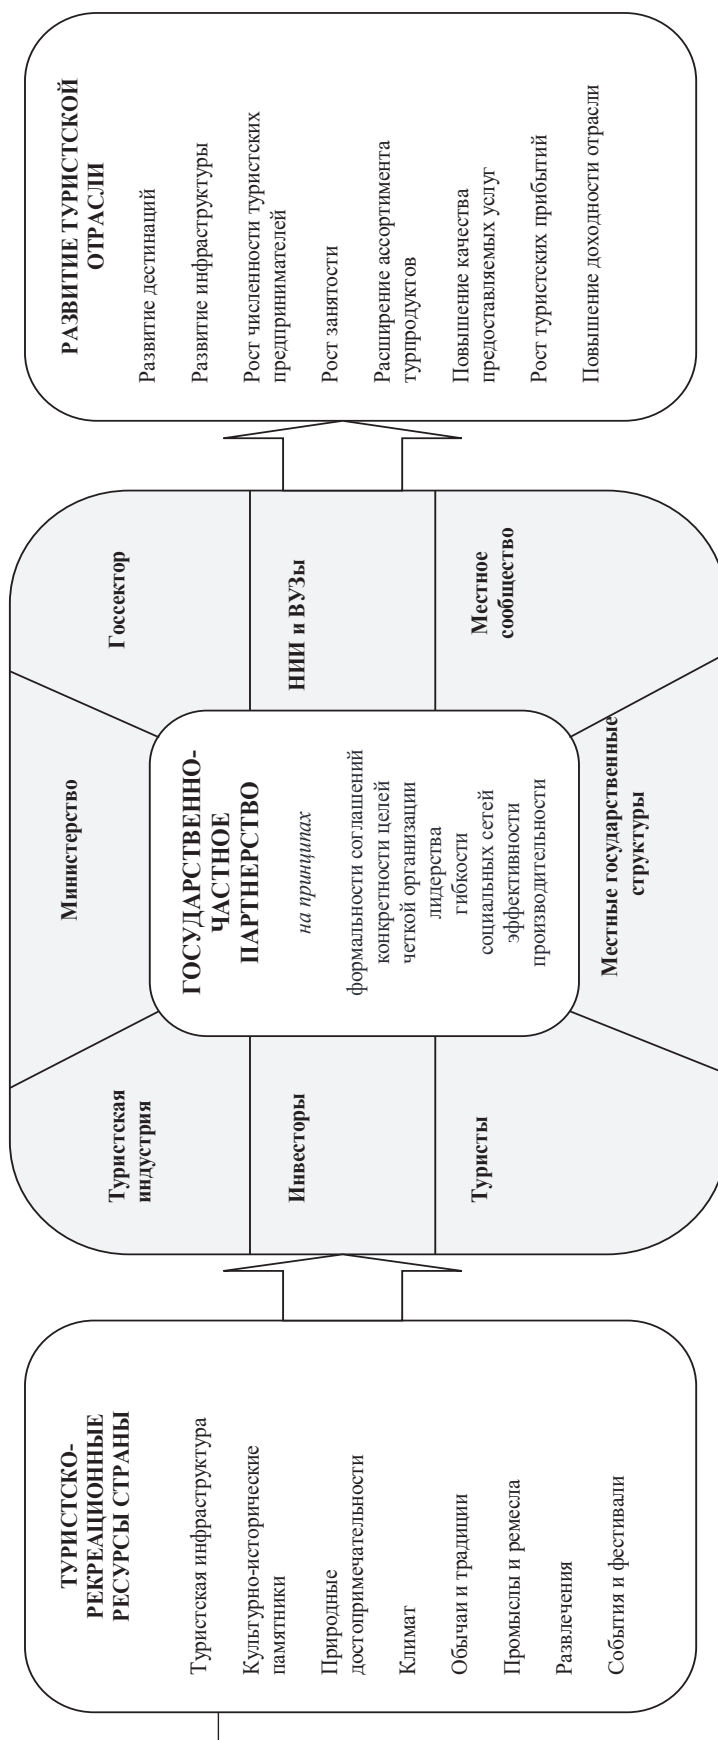 ТУРИСТСКО-
РЕКРЕАЦИОННЫЕ
РЕСУРСЫ СТРАНЫ
Туристская инфраструктура
Культурно-исторические
памятники
Природные
достопримечательности
Климат
Обычаи и традиции
Промыслы и ремесла
Развлечения
События и фестивали
Туристская
индустрия
Инвесторы
Туристы
Министерство
ГОСУДАРСТВЕННО-
ЧАСТНОЕ
ПАРТНЕРСТВО
на принципах
формальности соглашений
конкретности целей
четкой организации
лидерства
гибкости
социальных сетей
эффективности
производительности
Местные государственные
структуры
Госсектор
НИИ и ВУЗы
Местное
сообщество
РАЗВИТИЕ ТУРИСТСКОЙ
ОТРАСЛИ
Развитие дестинаций
Развитие инфраструктуры
Рост численности туристских
предпринимателей
Рост занятости
Расширение ассортимента
турпродуктов
Повышение качества
предоставляемых услуг
Рост туристских прибытий
Повышение доходности отрасли